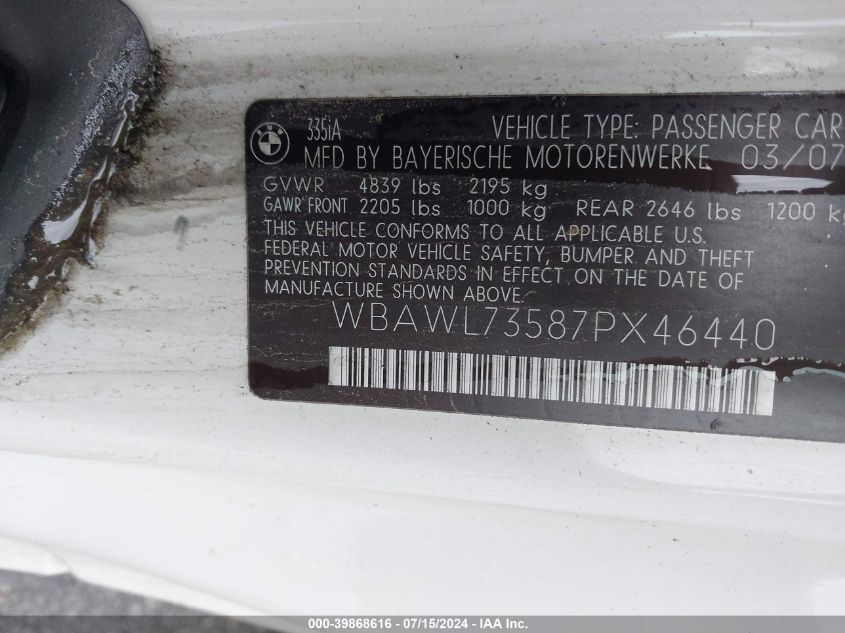 335iA
BMW
VEHICLE TYPE: PASSENGER CAR
MFD BY BAYERISCHE MOTORENWERKE 03/07
GVWR 4839 lbs 2195 kg
GAWR FRONT 2205 lbs 1000 kg REAR 2646 lbs 1200 kg
THIS VEHICLE CONFORMS TO ALL APPLICABLE U.S.
FEDERAL MOTOR VEHICLE SAFETY, BUMPER AND THEFT
PREVENTION STANDARDS IN EFFECT ON THE DATE OF
MANUFACTURE SHOWN ABOVE.
WBAWL73587PX46440
000-39868616 - 07/15/2024 - IAA Inc.